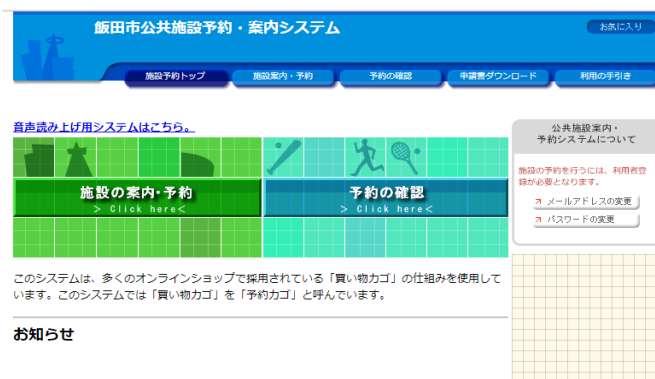 飯田市公共施設予約・案内システム
お気に入り
施設予約トップ
施設案内・予約
予約の確認
申請書ダウンロード
利用の手引き
音声読み上げ用システムはこちら。
施設の案内・予約
> Click here<
予約の確認
> Click here<
公共施設案内・
予約システムについて
施設の予約を行うには、利用者登
録が必要となります。
メールアドレスの変更
パスワードの変更
このシステムは、多くのオンラインショップで採用されている「買い物カゴ」の仕組みを使用して
います。このシステムでは「買い物カゴ」を「予約カゴ」と呼んでいます。
お知らせ